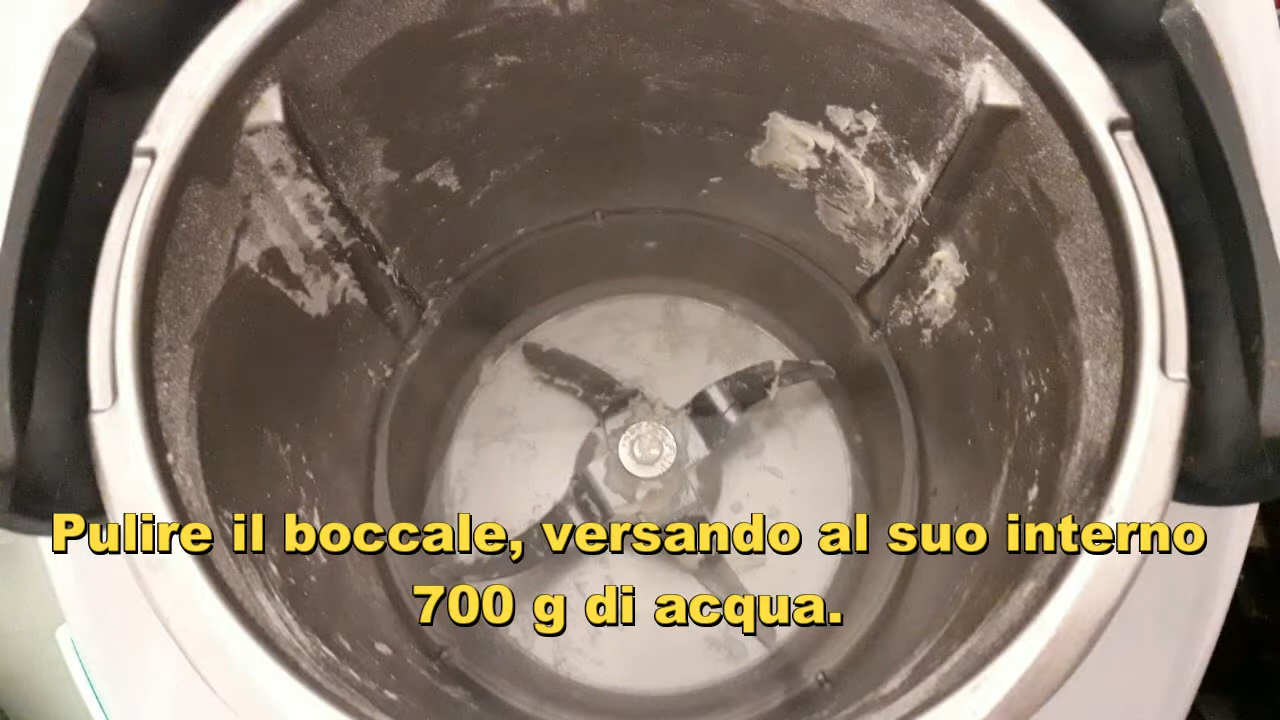 Pulire il boccale, versando al suo interno
700 g di acqua.